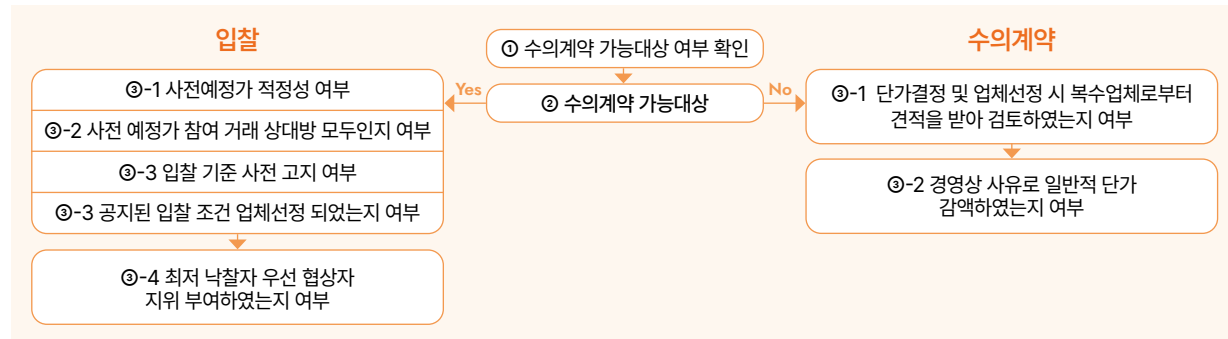 입찰
① 수의계약 가능대상 여부 확인
수의계약
③-1 사전예정가 적정성 여부
Yes
② 수의계약 가능대상
No
③-1 단가결정 및 업체선정 시 복수업체로부터
견적을 받아 검토하였는지 여부
③-2 사전 예정가 참여 거래 상대방 모두인지 여부
③-3 입찰 기준 사전 고지 여부
③-3 공지된 입찰 조건 업체선정 되었는지 여부
③-2 경영상 사유로 일반적 단가
감액하였는지 여부
③-4 최저 낙찰자 우선 협상자
지위 부여하였는지 여부